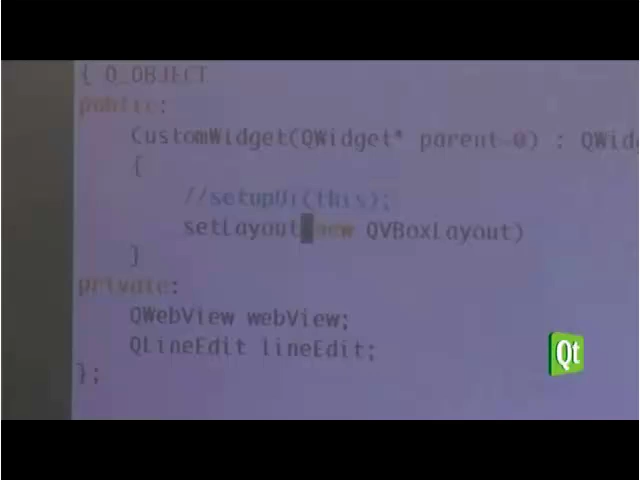 { Q_OBJECT
public:
CustomWidget(QWidget* parent=0) : QWid
{
//setupUi(this);
setLayout(new QVBoxLayout)
}
private:
QWebView webView;
QLineEdit lineEdit;
};
Qt